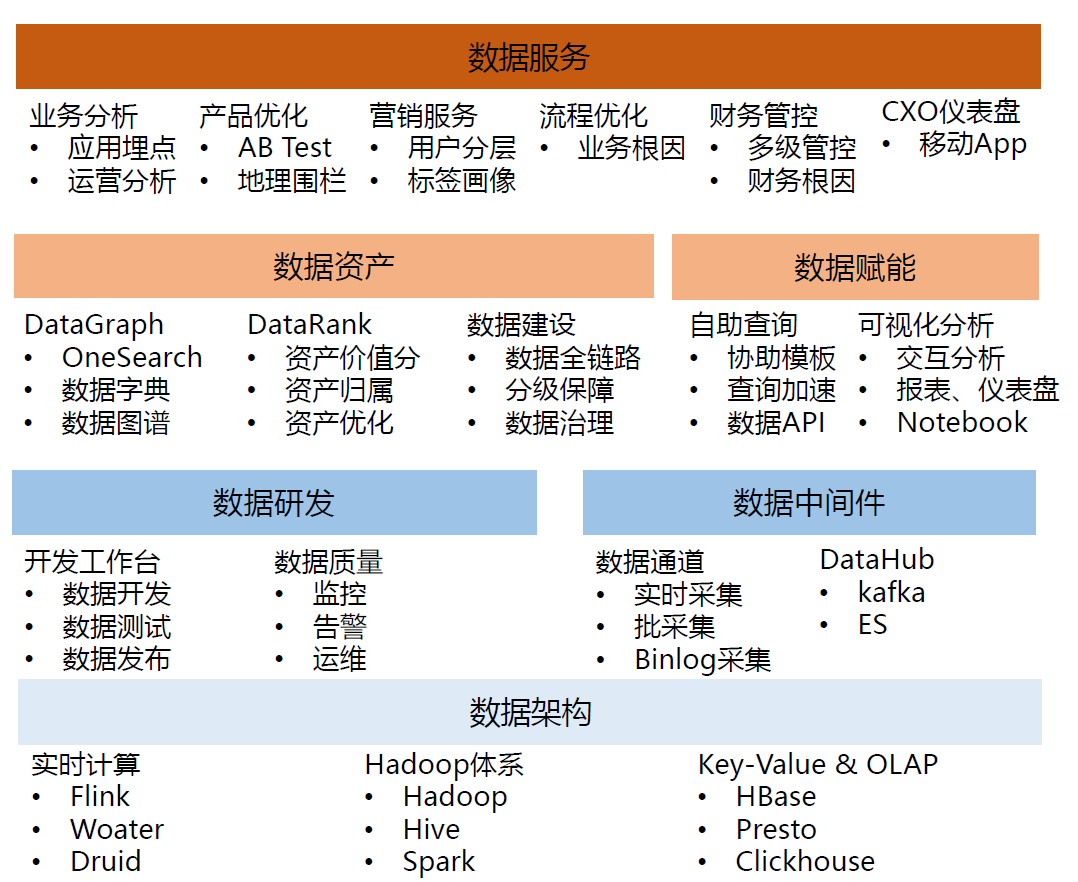 数据服务
业务分析
• 应用埋点
• 运营分析
产品优化
• AB Test
• 地理围栏
营销服务
• 用户分层
• 标签画像
流程优化
• 业务根因
财务管控
• 多级管控
• 财务根因
CXO仪表盘
• 移动App
数据资产
DataGraph
• OneSearch
• 数据字典
• 数据图谱
DataRank
• 资产价值分
• 资产归属
• 资产优化
数据建设
• 数据全链路
• 分级保障
• 数据治理
数据赋能
自助查询
• 协助模板
• 查询加速
• 数据API
可视化分析
• 交互分析
• 报表、仪表盘
• Notebook
数据研发
开发工作台
• 数据开发
• 数据测试
• 数据发布
数据质量
• 监控
• 告警
• 运维
数据中间件
数据通道
• 实时采集
• 批采集
• Binlog采集
DataHub
• kafka
• ES
数据架构
实时计算
• Flink
• Woater
• Druid
Hadoop体系
• Hadoop
• Hive
• Spark
Key-Value & OLAP
• HBase
• Presto
• Clickhouse